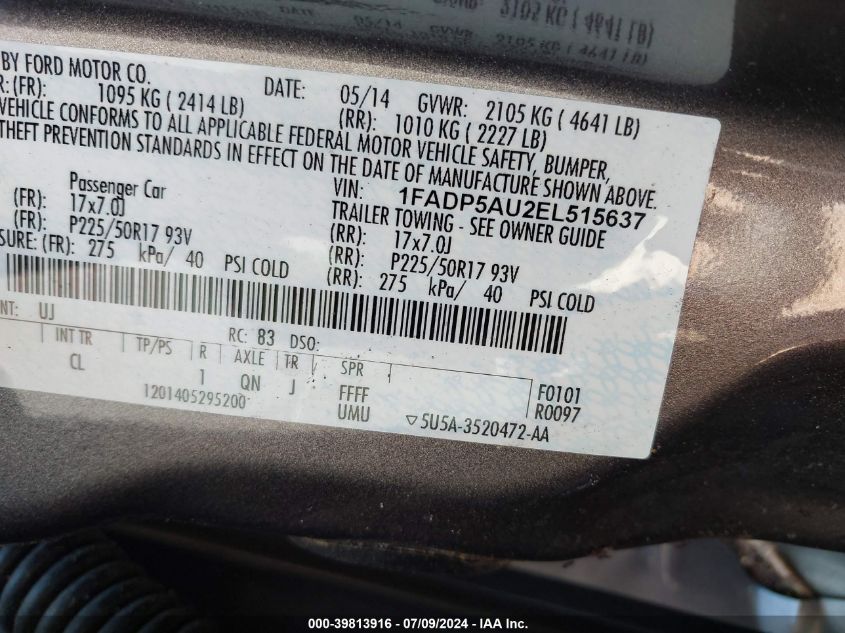 2105 KG ( 4641 LB)
BY FORD MOTOR CO.
DATE: 05/14 GVWR: 2105 KG ( 4641 LB)
R:(FR): 1095 KG ( 2414 LB) (RR): 1010 KG ( 2227 LB)
VEHICLE CONFORMS TO ALL APPLICABLE FEDERAL MOTOR VEHICLE SAFETY, BUMPER,
THEFT PREVENTION STANDARDS IN EFFECT ON THE DATE OF MANUFACTURE SHOWN ABOVE.
VIN: 1FADP5AU2EL515637
Passenger Car TRAILER TOWING - SEE OWNER GUIDE
(FR): 17x7.0J (RR): 17x7.0J
P225/50R17 93V (RR): P225/50R17 93V
SURE: (FR): 275 kPa/ 40 PSI COLD (RR): 275 kPa/ 40 PSI COLD
NT: UJ
RC: 83 DSO:
INT TR TP/PS R AXLE TR SPR
CL 1 QN J FFFF F0101
UMU R0097
1201405295200
▽5U5A-3520472-AA
000-39813916 / 07/09/2024 - IAAI Inc.